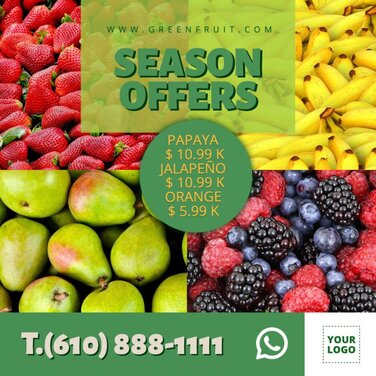 WWW.GREENFRUIT.COM
SEASON
OFFERS
PAPAYA
$ 10.99 K
JALAPEÑO
$ 10.99 K
ORANGE
$ 5.99 K
T.(610) 888-1111
YOUR
LOGO